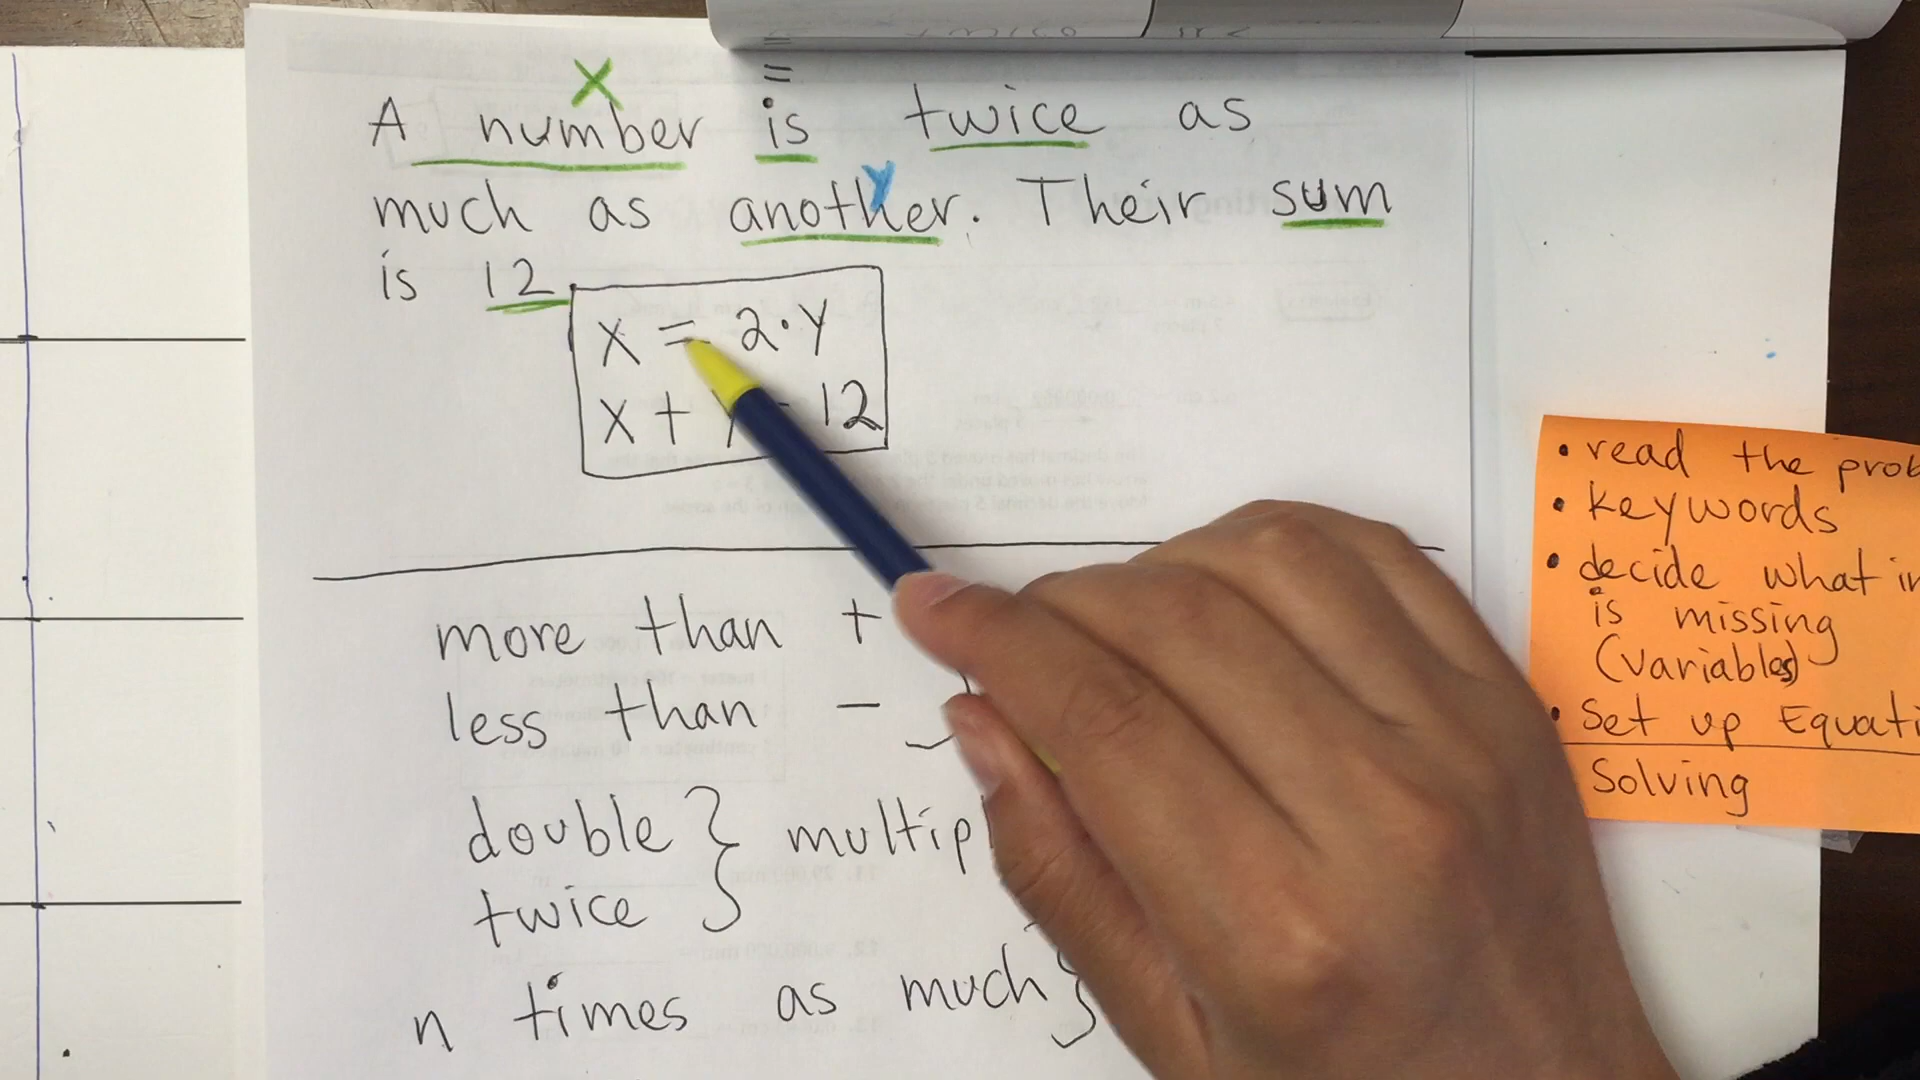 X =
A number is twice as
Y
much as another. Their sum
is 12
X = 2·Y
X + Y = 12
more than +
less than -
double } multip
twice
n times as much }
• read the prob
• keywords
• decide what in
is missing
(variables)
• Set up Equati
Solving